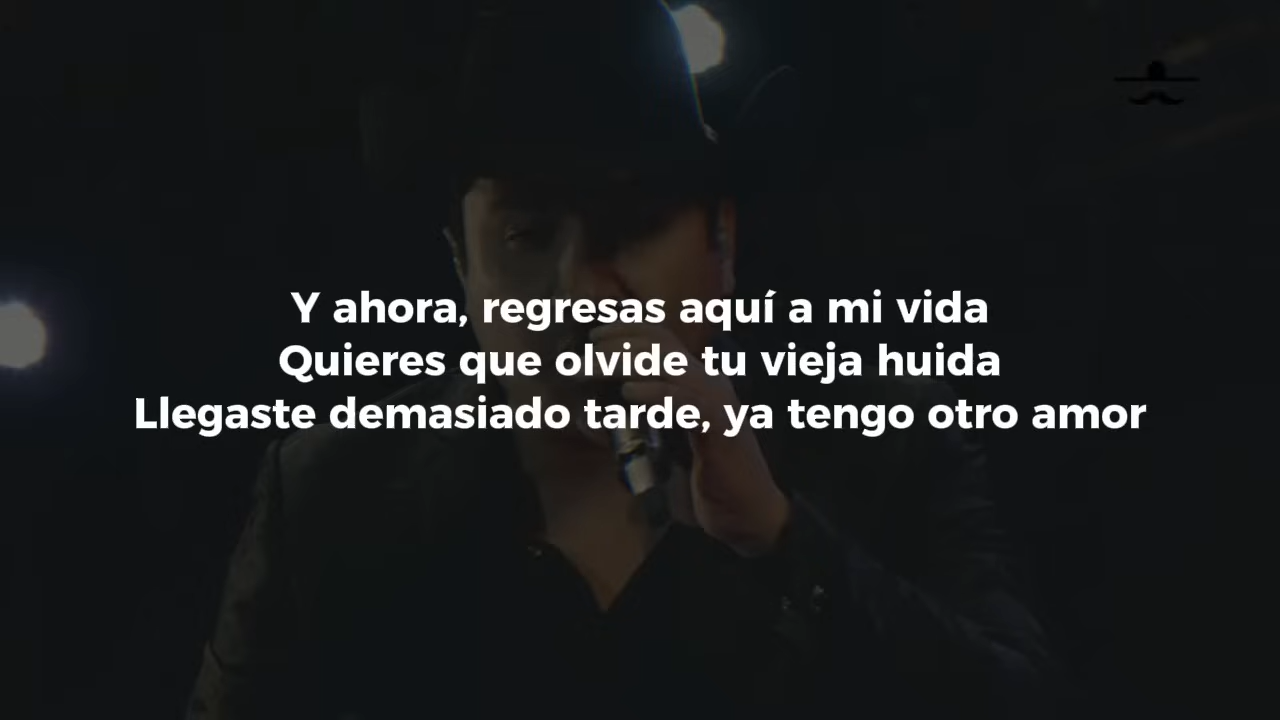 Y ahora, regresas aquí a mi vida
Quieres que olvide tu vieja huida
Llegaste demasiado tarde, ya tengo otro amor